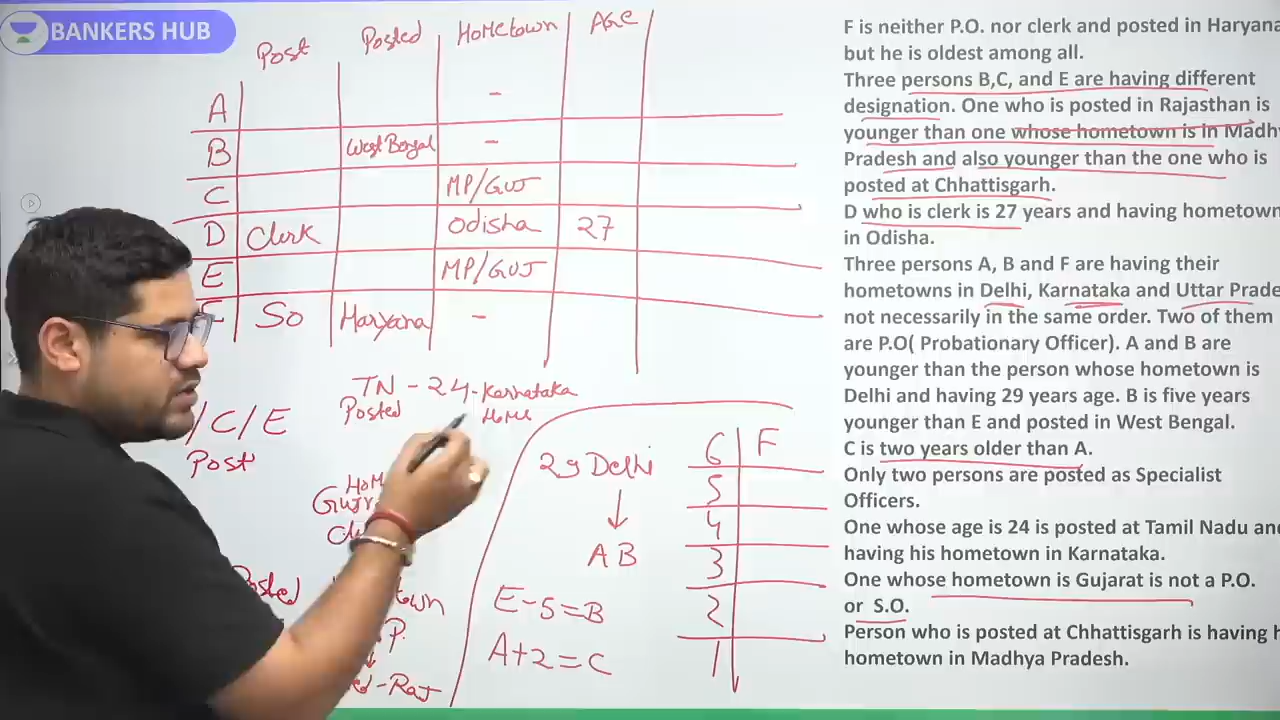 BANKERS HUB
Post Posted Hometown AGE
A -
B West Bengal -
C MP/GUJ
D Clerk Odisha 27
E MP/GUJ
SO Haryana -
TN - 24 - Karnataka
Posted Home
/C/E
Post
29 Delhi
AB
E-5=B
A+2=C
6 F
5
4
3
2
1
F is neither P.O. nor clerk and posted in Haryana
but he is oldest among all.
Three persons B,C, and E are having different
designation. One who is posted in Rajasthan is
younger than one whose hometown is in Madhy
Pradesh and also younger than the one who is
posted at Chhattisgarh.
D who is clerk is 27 years and having hometown
in Odisha.
Three persons A, B and F are having their
hometowns in Delhi, Karnataka and Uttar Prade
not necessarily in the same order. Two of them
are P.O( Probationary Officer). A and B are
younger than the person whose hometown is
Delhi and having 29 years age. B is five years
younger than E and posted in West Bengal.
C is two years older than A.
Only two persons are posted as Specialist
Officers.
One whose age is 24 is posted at Tamil Nadu and
having his hometown in Karnataka.
One whose hometown is Gujarat is not a P.O.
or S.O.
Person who is posted at Chhattisgarh is having h
hometown in Madhya Pradesh.